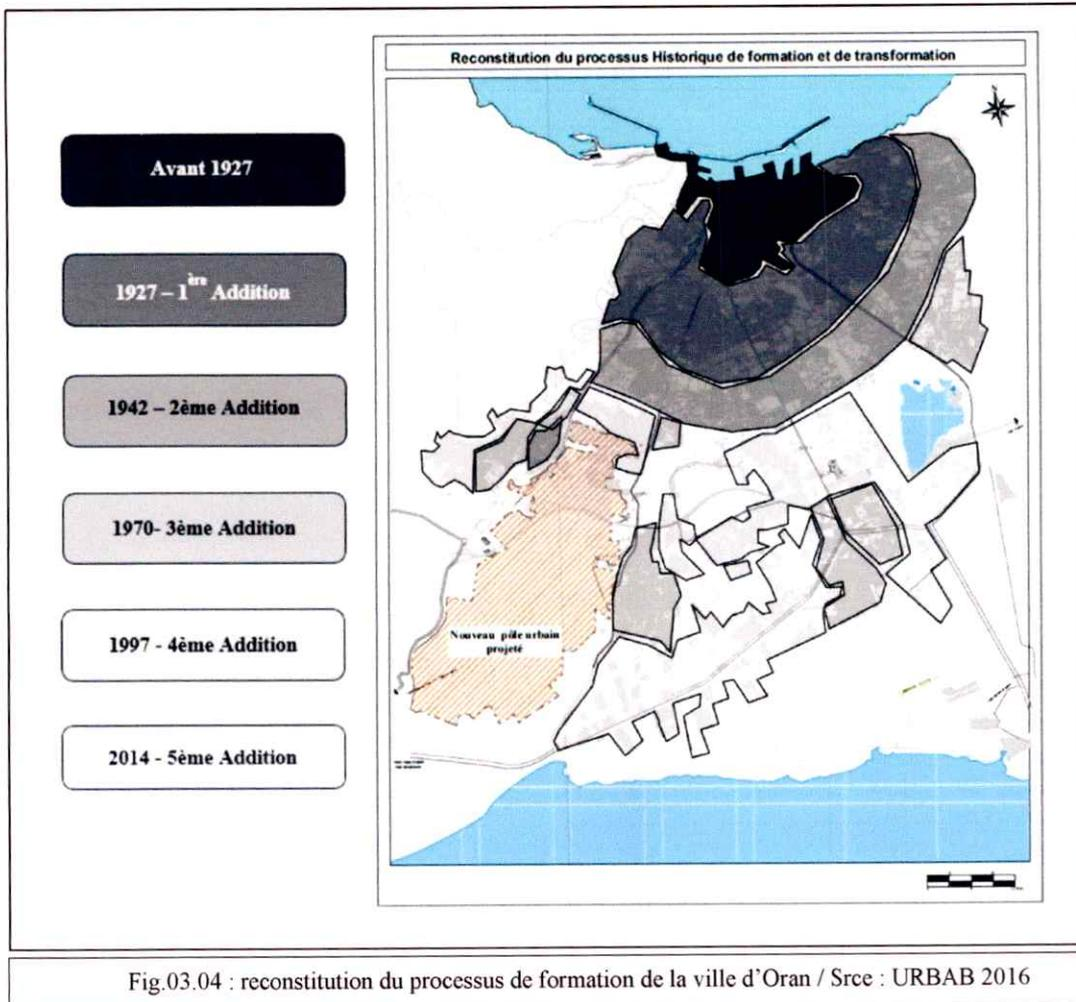 Reconstitution du processus Historique de formation et de transformation
Avant 1927
1927 – 1ère Addition
1942 – 2ème Addition
1970- 3ème Addition
1997 - 4ème Addition
2014 - 5ème Addition
Nouveau pôle urbain
projeté
Fig.03.04 : reconstitution du processus de formation de la ville d'Oran / Srce : URBAB 2016